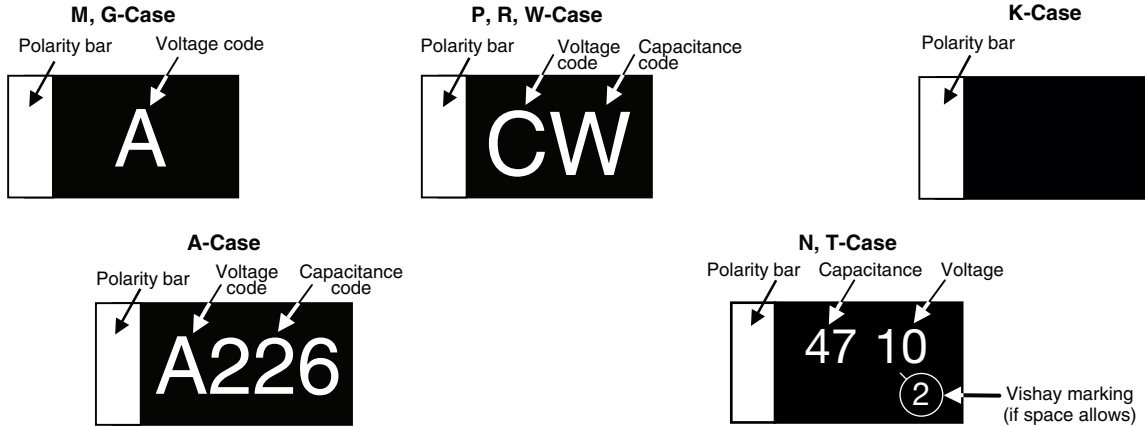 M, G-Case
Polarity bar
Voltage code
A
P, R, W-Case
Polarity bar
Voltage
code
Capacitance
code
CW
K-Case
Polarity bar
A-Case
Polarity bar
Voltage
code
Capacitance
code
A226
N, T-Case
Polarity bar
Capacitance
Voltage
47 10
2
Vishay marking
(if space allows)